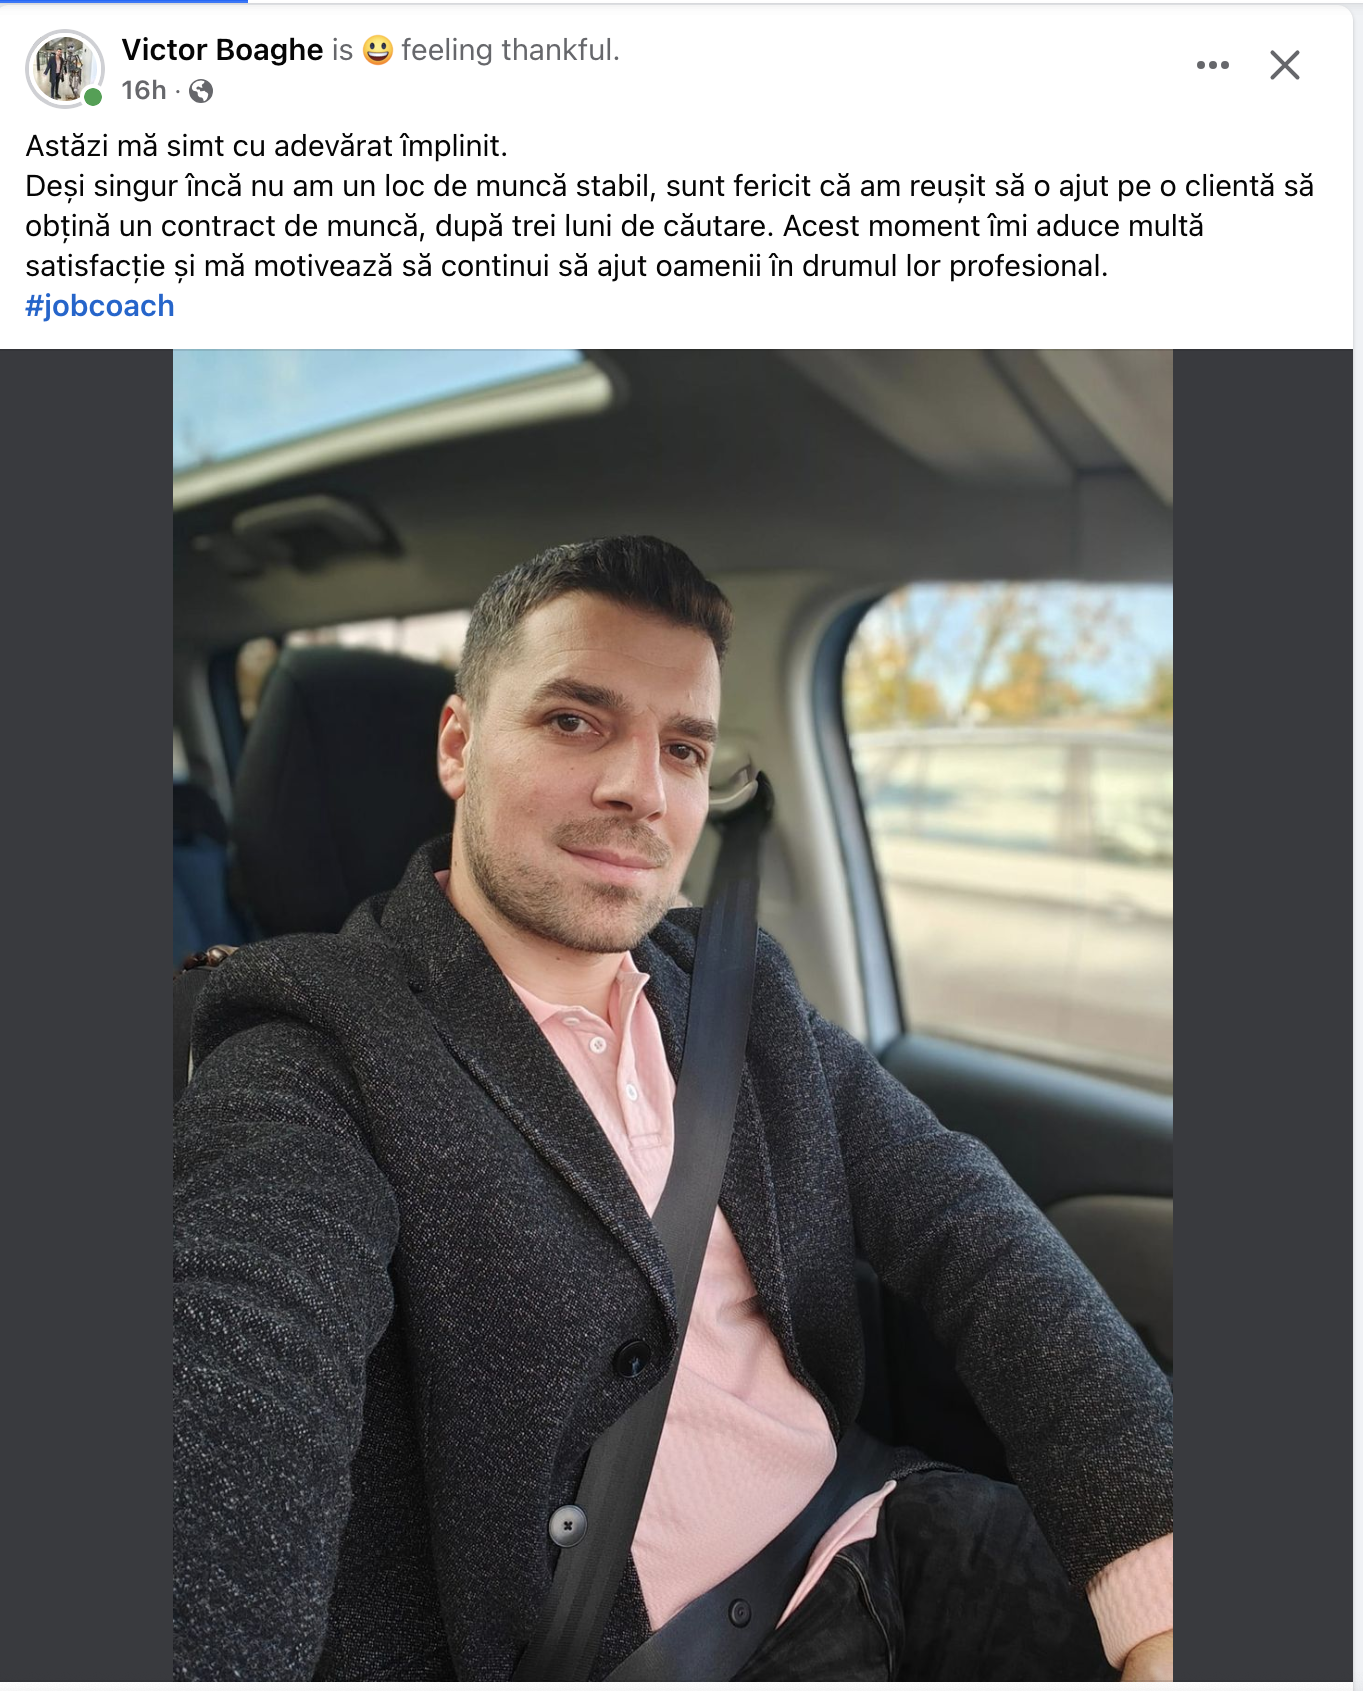 Victor Boaghe is 😃 feeling thankful.
16h ·
Astăzi mă simt cu adevărat împlinit.
Deși singur încă nu am un loc de muncă stabil, sunt fericit că am reușit să o ajut pe o clientă să
obțină un contract de muncă, după trei luni de căutare. Acest moment îmi aduce multă
satisfacție și mă motivează să continui să ajut oamenii în drumul lor profesional.
#jobcoach